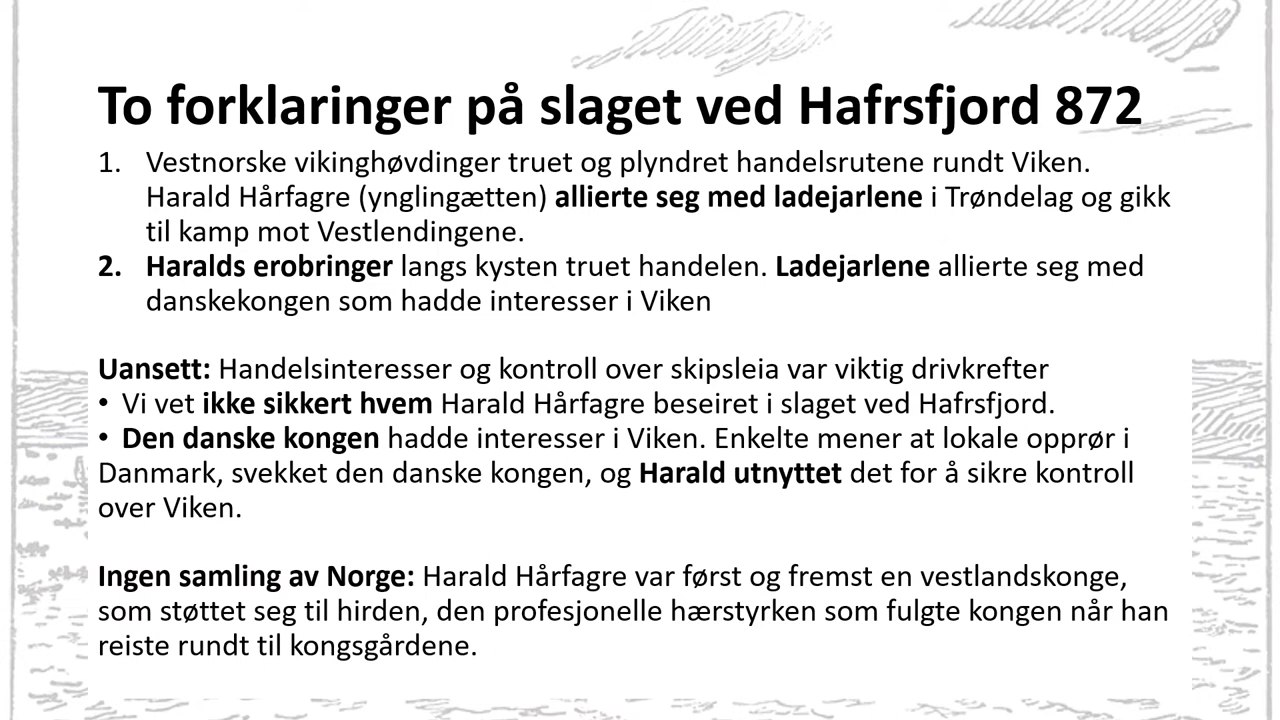 To forklaringer på slaget ved Hafrsfjord 872
1. Vestnorske vikinghøvdinger truet og plyndret handelsrutene rundt Viken.
Harald Hårfagre (ynglingætten) allierte seg med ladejarlene i Trøndelag og gikk
til kamp mot Vestlendingene.
2. Haralds erobringer langs kysten truet handelen. Ladejarlene allierte seg med
danskekongen som hadde interesser i Viken
Uansett: Handelsinteresser og kontroll over skipsleia var viktig drivkrefter
• Vi vet ikke sikkert hvem Harald Hårfagre beseiret i slaget ved Hafrsfjord.
• Den danske kongen hadde interesser i Viken. Enkelte mener at lokale opprør i
Danmark, svekket den danske kongen, og Harald utnyttet det for å sikre kontroll
over Viken.
Ingen samling av Norge: Harald Hårfagre var først og fremst en vestlandskonge,
som støttet seg til hirden, den profesjonelle hærstyrken som fulgte kongen når han
reiste rundt til kongsgårdene.